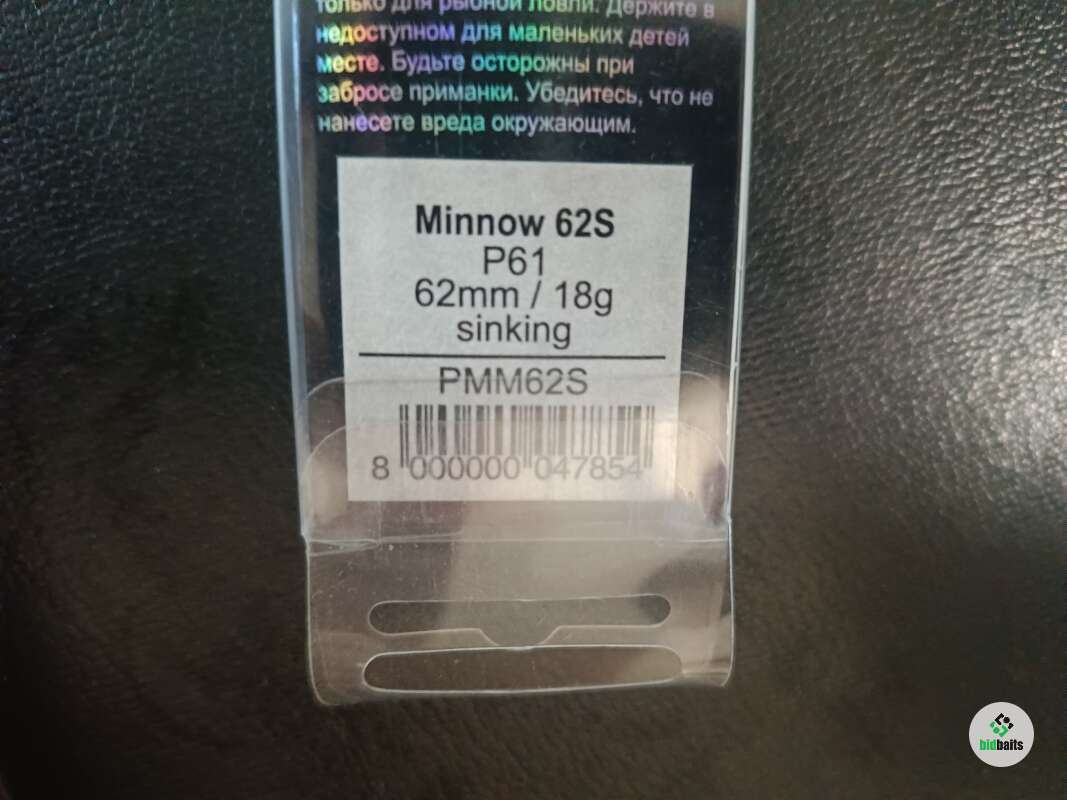 только для рыбной ловли. Держите в
недоступном для маленьких детей
месте. Будьте осторожны при
забросе приманки. Убедитесь, что не
нанесете вреда окружающим.
Minnow 62S
P61
62mm / 18g
sinking
PMM62S
8 000000 047854
bidbaits